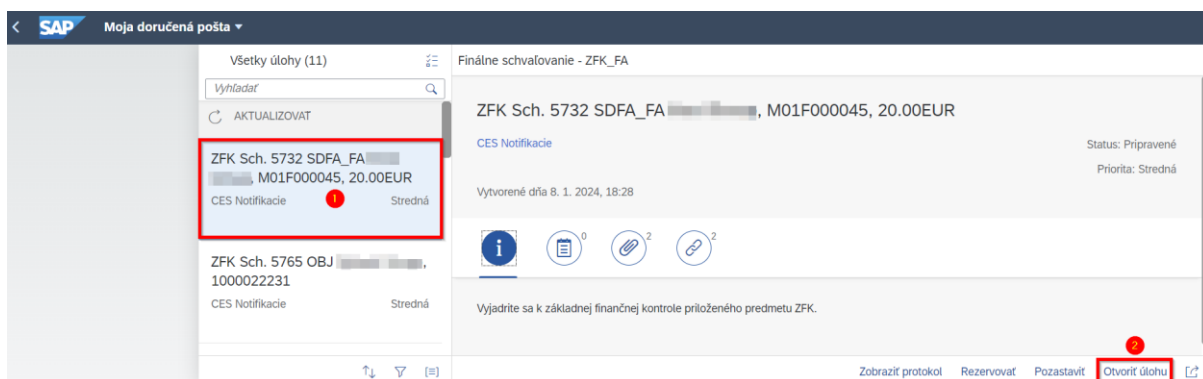 SAP Moja doručená pošta
Všetky úlohy (11)
Vyhľadať
AKTUALIZOVAŤ
ZFK Sch. 5732 SDFA_FA
, M01F000045, 20.00EUR
CES Notifikacie 1 Stredná
ZFK Sch. 5765 OBJ ,
1000022231
CES Notifikacie Stredná
Finálne schvaľovanie - ZFK_FA
ZFK Sch. 5732 SDFA_FA , M01F000045, 20.00EUR
CES Notifikacie
Status: Pripravené
Priorita: Stredná
Vytvorené dňa 8. 1. 2024, 18:28
i 0 2 2
Vyjadrite sa k základnej finančnej kontrole priloženého predmetu ZFK.
2
Zobraziť protokol Rezervovať Pozastaviť Otvoriť úlohu